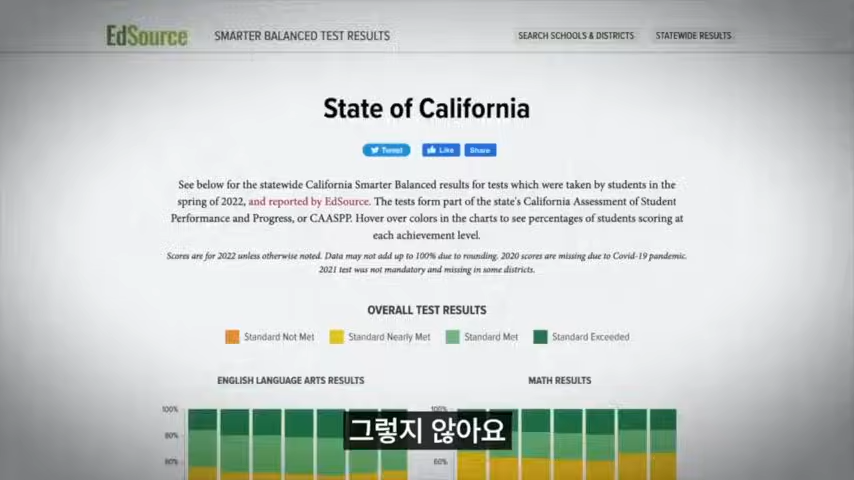 EdSource
SMARTER BALANCED TEST RESULTS
SEARCH SCHOOLS & DISTRICTS
STATEWIDE RESULTS
State of California
Tweet
Like
Share
See below for the statewide California Smarter Balanced results for tests which were taken by students in the
spring of 2022, and reported by EdSource. The tests form part of the state's California Assessment of Student
Performance and Progress, or CAASPP. Hover over colors in the charts to see percentages of students scoring at
each achievement level.
Scores are for 2022 unless otherwise noted. Data may not add up to 100% due to rounding. 2020 scores are missing due to Covid-19 pandemic.
2021 test was not mandatory and missing in some districts.
OVERALL TEST RESULTS
Standard Not Met
Standard Nearly Met
Standard Met
Standard Exceeded
ENGLISH LANGUAGE ARTS RESULTS
MATH RESULTS
100%
100%
80%
그렇지 않아요
60%
60%